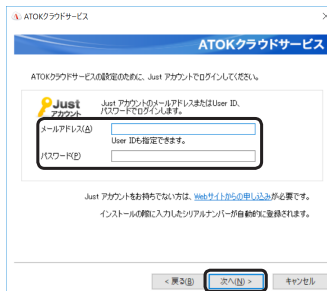 ATOKクラウドサービス
ATOKクラウドサービス
ATOKクラウドサービスの設定のために、Just アカウントでログインしてください。
Just
アカウント
Just アカウントのメールアドレスまたはUser ID、
パスワードでログインします。
メールアドレス(A)
User IDも指定できます。
パスワード(P)
Just アカウントをお持ちでない方は、Webサイトからの申し込みが必要です。
インストールの際に入力したシリアルナンバーが自動的に登録されます。
< 戻る(B) 次へ(N) > キャンセル